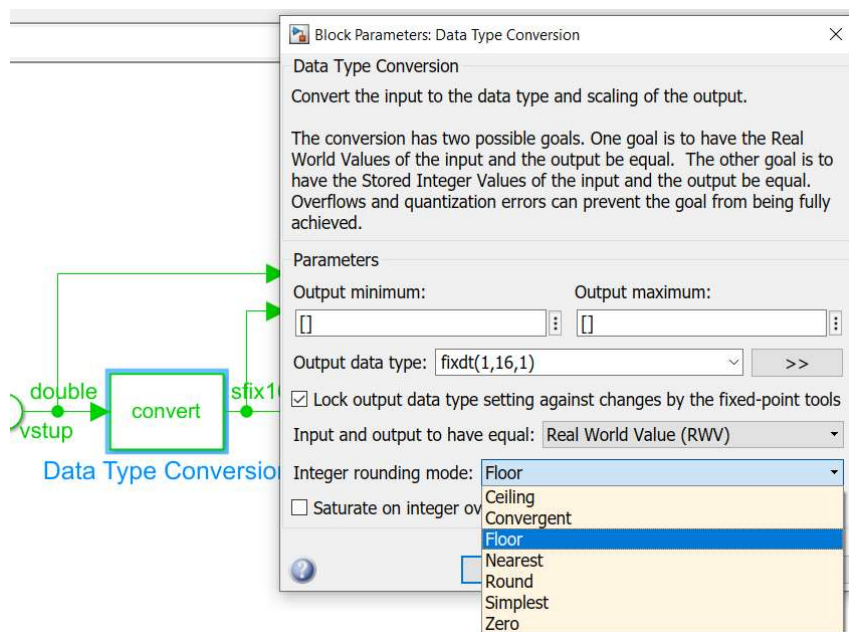 Block Parameters: Data Type Conversion
Data Type Conversion
Convert the input to the data type and scaling of the output.
The conversion has two possible goals. One goal is to have the Real
World Values of the input and the output be equal.  The other goal is to
have the Stored Integer Values of the input and the output be equal.
Overflows and quantization errors can prevent the goal from being fully
achieved.
Parameters
Output minimum:
Output maximum:
[]
[]
Output data type: fixdt(1,16,1)
>>
Lock output data type setting against changes by the fixed-point tools
Input and output to have equal: Real World Value (RWV)
Integer rounding mode: Floor
Saturate on integer ov
Ceiling
Convergent
Floor
Nearest
Round
Simplest
Zero
double
convert
sfix1
vstup
Data Type Conversio